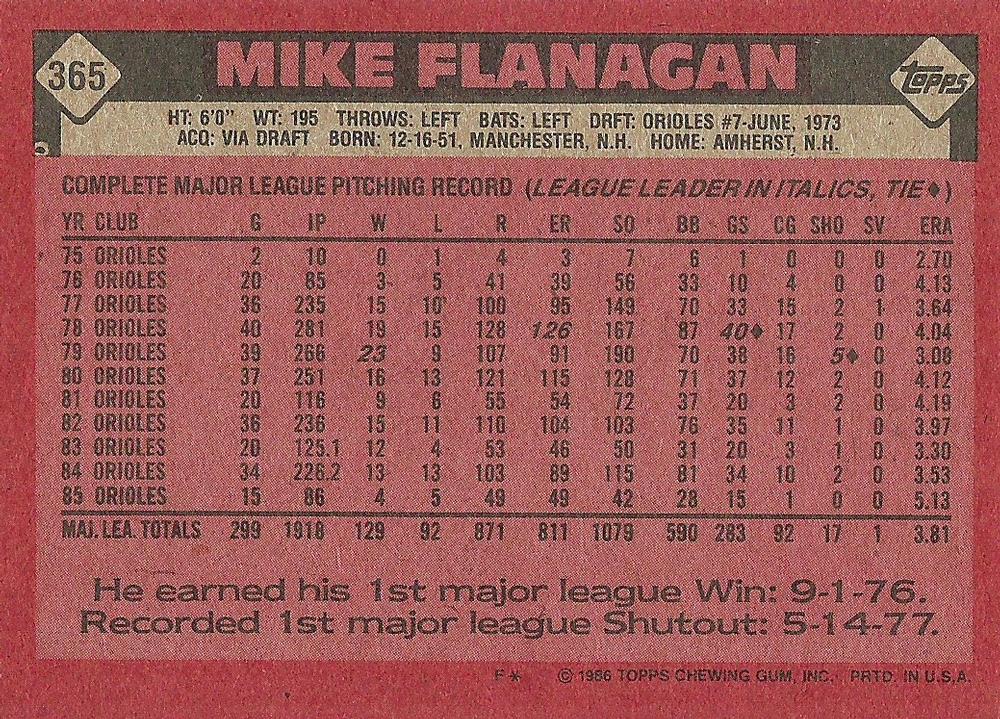 365 MIKE FLANAGAN TOPPS
HT: 6'0" WT: 195 THROWS: LEFT BATS: LEFT DRFT: ORIOLES #7-JUNE, 1973
ACQ: VIA DRAFT BORN: 12-16-51, MANCHESTER, N.H. HOME: AMHERST, N.H.
COMPLETE MAJOR LEAGUE PITCHING RECORD (LEAGUE LEADER IN ITALICS, TIE♦)
YR CLUB G IP W L R ER SO BB GS CG SHO SV ERA
75 ORIOLES 2 10 0 1 4 3 7 6 1 0 0 0 2.70
76 ORIOLES 20 85 3 5 41 39 56 33 10 4 0 0 4.13
77 ORIOLES 36 235 15 10 100 95 149 70 33 15 2 1 3.64
78 ORIOLES 40 281 19 15 128 126 167 87 40♦ 17 2 0 4.04
79 ORIOLES 39 266 23 9 107 91 190 70 38 16 5♦ 0 3.08
80 ORIOLES 37 251 16 13 121 115 128 71 37 12 2 0 4.12
81 ORIOLES 20 116 9 6 55 54 72 37 20 3 2 0 4.19
82 ORIOLES 36 236 15 11 110 104 103 76 35 11 1 0 3.97
83 ORIOLES 20 125.1 12 4 53 46 50 31 20 3 1 0 3.30
84 ORIOLES 34 226.2 13 13 103 89 115 81 34 10 2 0 3.53
85 ORIOLES 15 86 4 5 49 49 42 28 15 1 0 0 5.13
MAJ. LEA. TOTALS 299 1918 129 92 871 811 1079 590 283 92 17 1 3.81
He earned his 1st major league Win: 9-1-76.
Recorded 1st major league Shutout: 5-14-77.
F* © 1986 TOPPS CHEWING GUM, INC. PRTD. IN U.S.A.